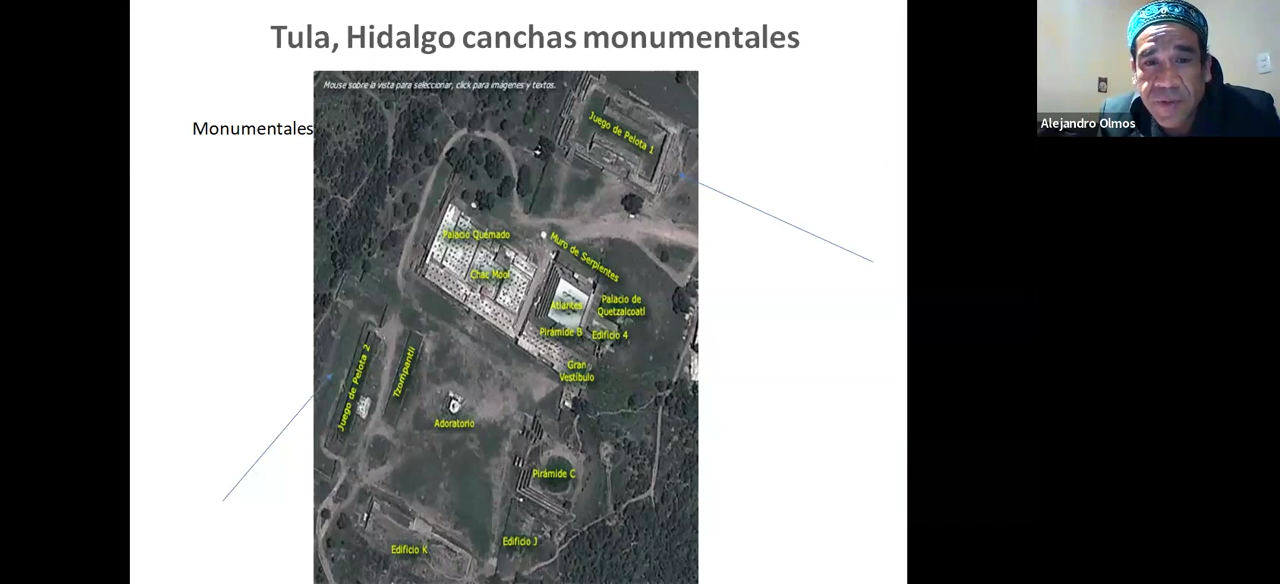 Tula, Hidalgo canchas monumentales
Mouse sobre la vista para seleccionar, click para imágenes y textos.
Monumentales
Juego de Pelota 1
Palacio Quemado
Muro de Serpientes
Chac Mool
Atlantes
Palacio de
Quetzalcoatl
Pirámide B
Edificio 4
Gran
Vestíbulo
Juego de Pelota 2
Tzompantli
Adoratorio
Pirámide C
Edificio J
Edificio K
Alejandro Olmos